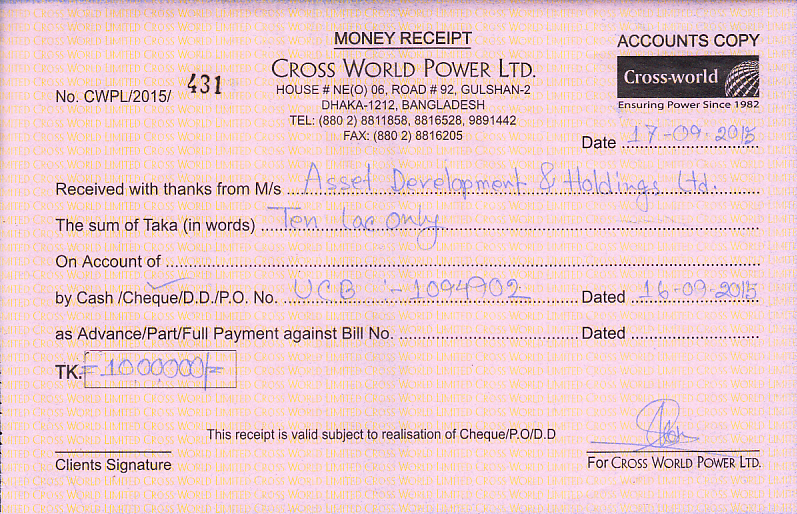 MONEY RECEIPT
ACCOUNTS COPY
CROSS WORLD POWER LTD.
Cross-world
Ensuring Power Since 1982
No. CWPL/2015/ 431
HOUSE # NE(O) 06, ROAD # 92, GULSHAN-2
DHAKA-1212, BANGLADESH
TEL: (880 2) 8811858, 8816528, 9891442
FAX: (880 2) 8816205
Date 17-09-2015
Received with thanks from M/s Asset Development & Holdings Ltd.
The sum of Taka (in words) Ten lac only
On Account of
by Cash /Cheque/D.D./P.O. No. UCB :- 1094902 Dated 16-09-2015
as Advance/Part/Full Payment against Bill No. Dated
TK. = 10,00,000/=
This receipt is valid subject to realisation of Cheque/P.O/D.D
Clients Signature
For CROSS WORLD POWER LTD.